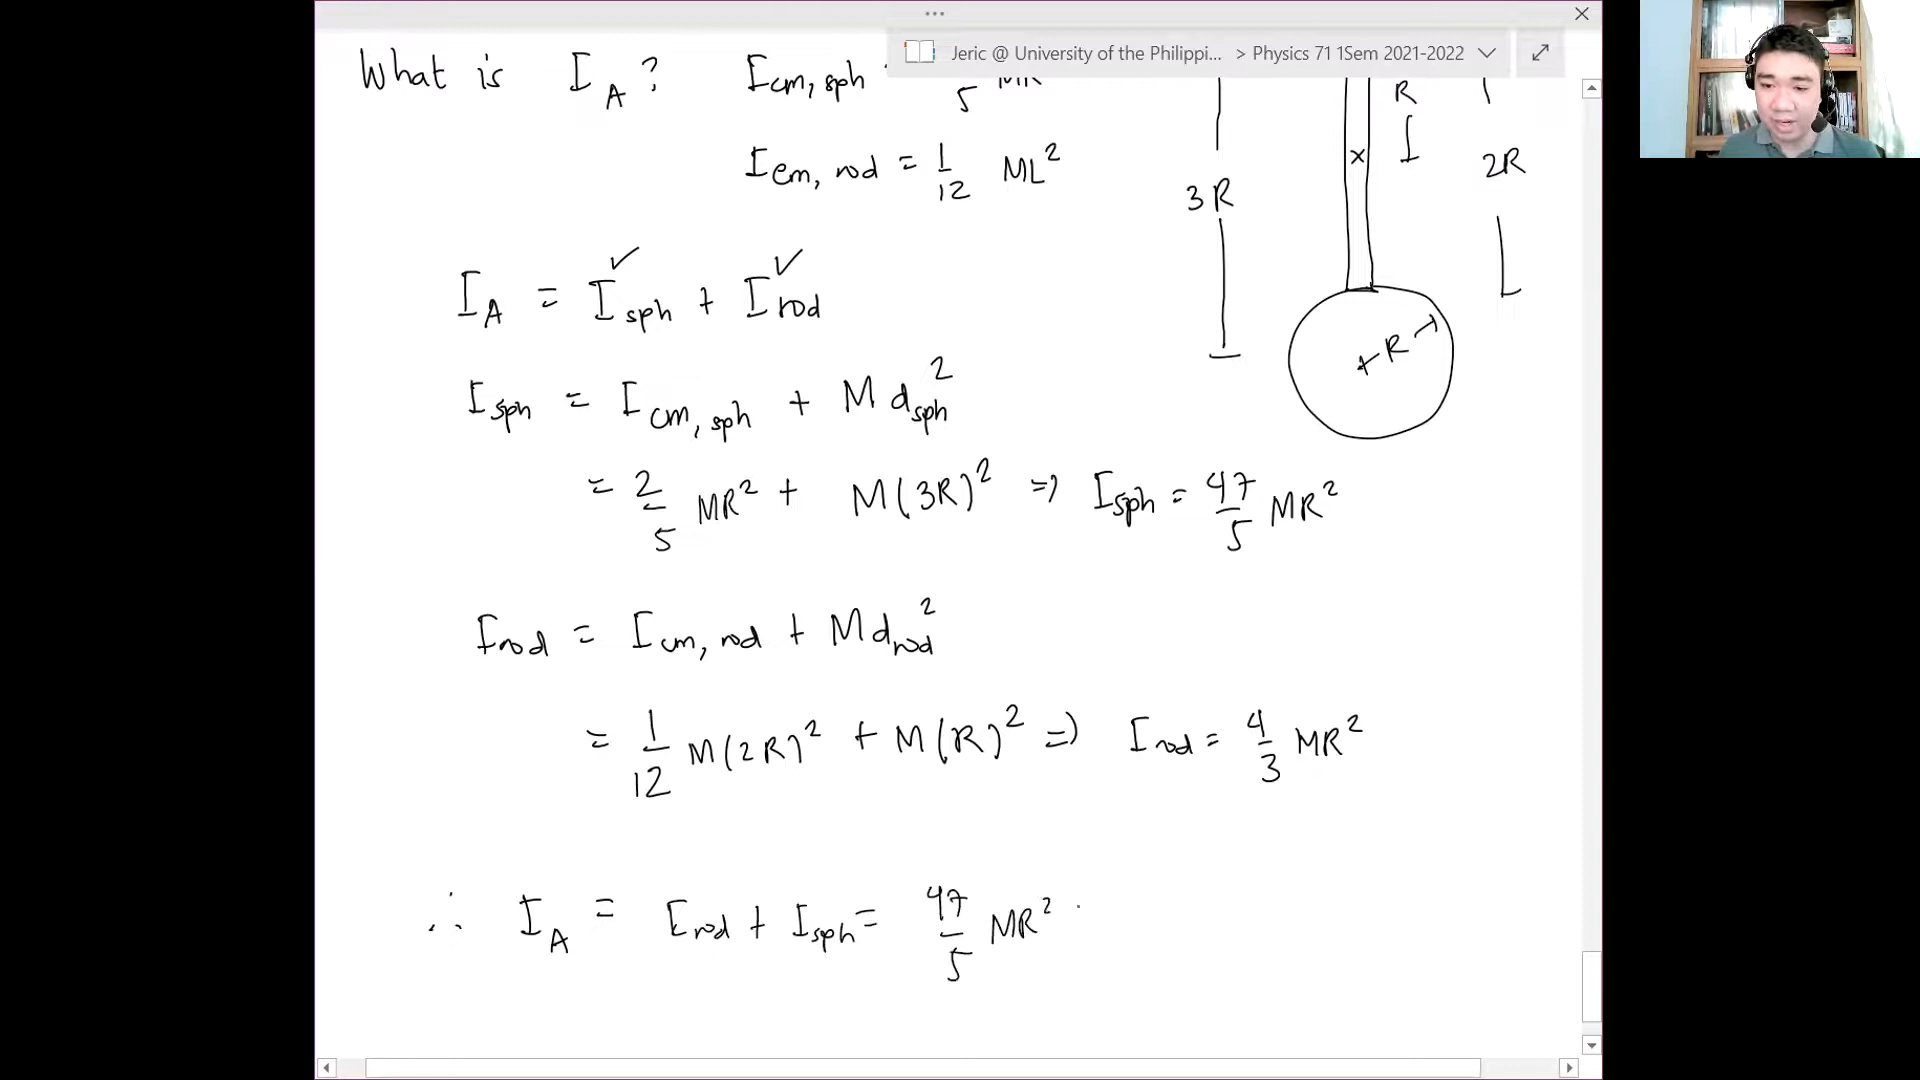 ...
Jeric @ University of the Philippi... > Physics 71 1Sem 2021-2022
What is I_A? I_cm, sph 5 MR
I_cm, rod = 1/12 ML²
R
2R
3R
x
R
I_A = I_sph + I_rod
✓ ✓
I_sph = I_cm, sph + M d_sph²
= 2/5 MR² + M(3R)² => I_sph = 47/5 MR²
I_rod = I_cm, rod + M d_rod²
= 1/12 M(2R)² + M(R)² => I_rod = 4/3 MR²
∴ I_A = I_rod + I_sph = 47/5 MR²